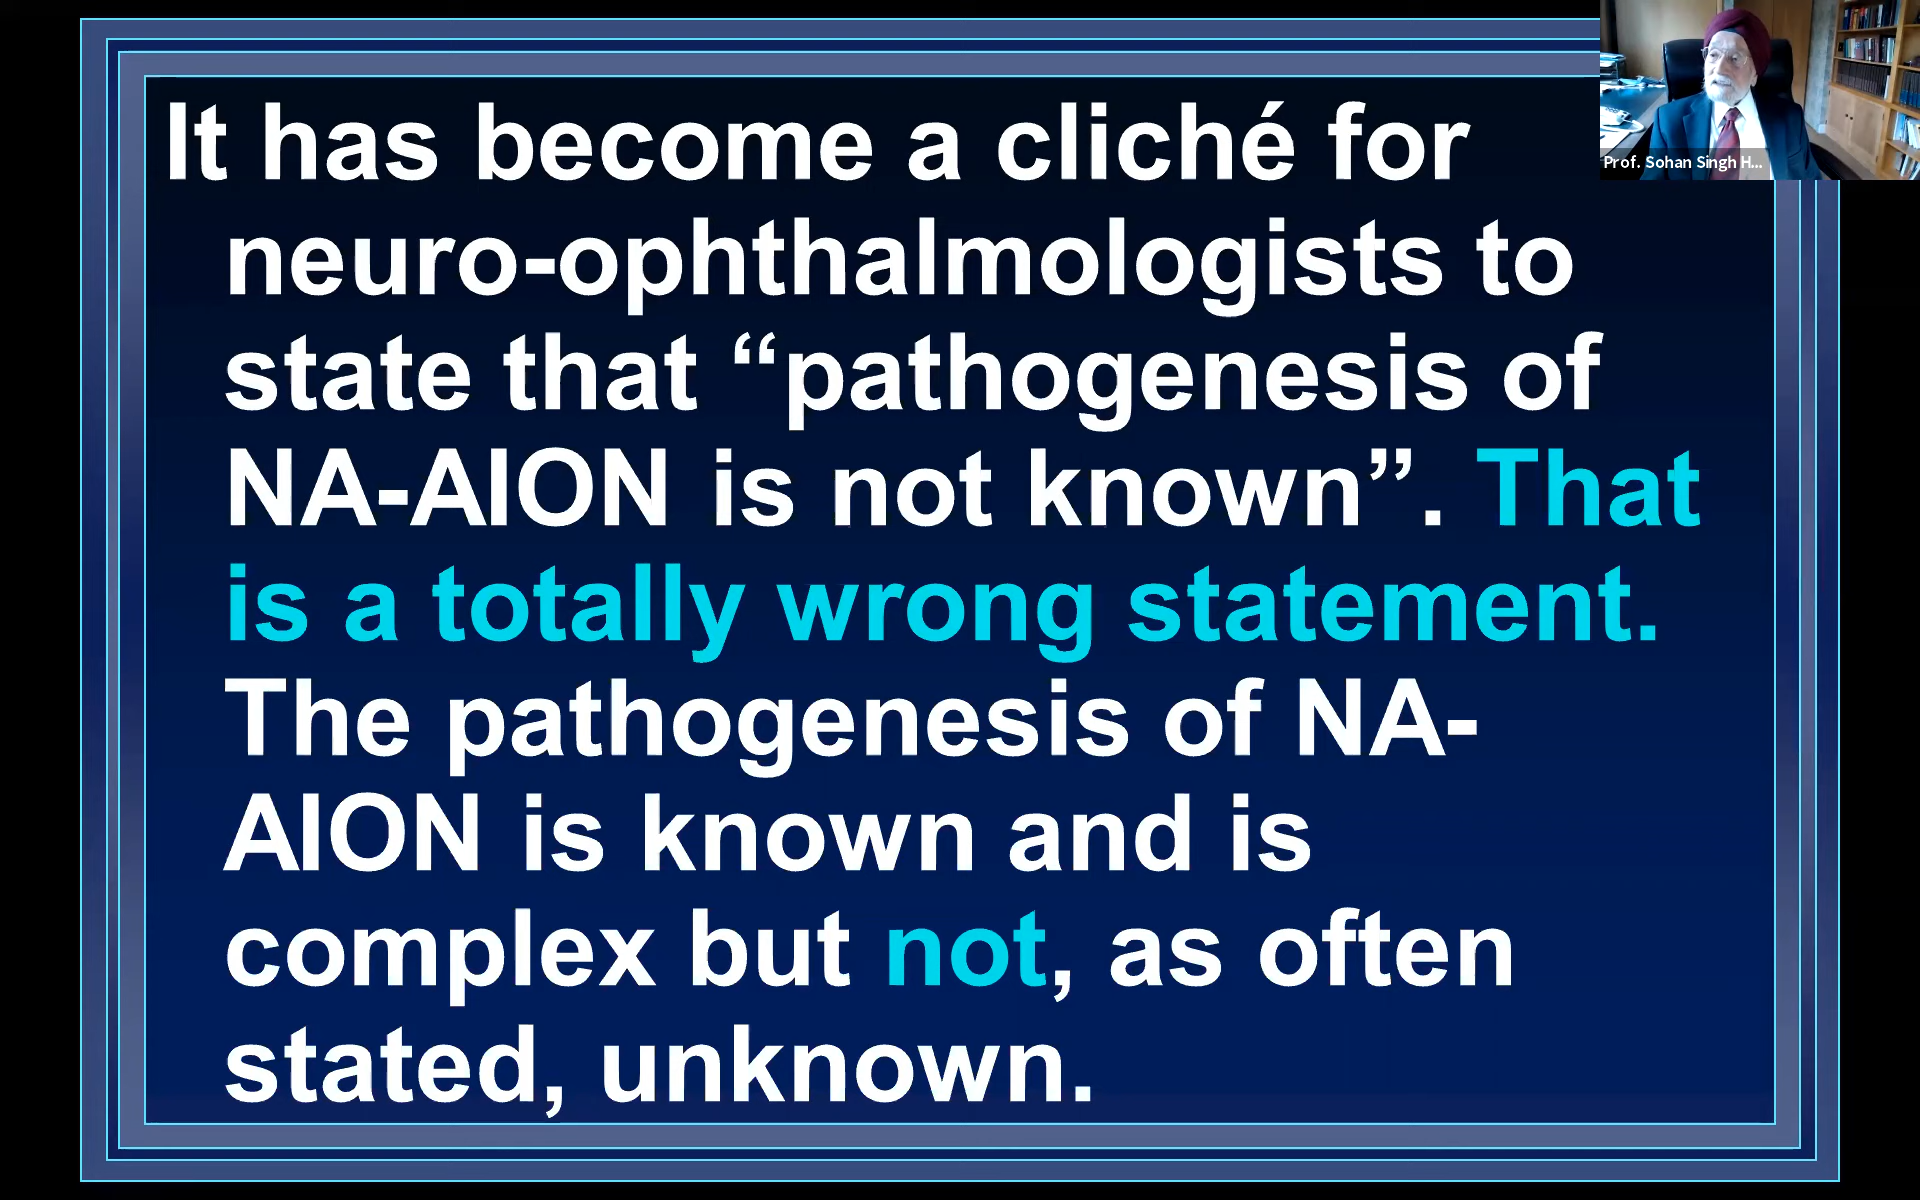 It has become a cliché for
neuro-ophthalmologists to
state that “pathogenesis of
NA-AION is not known”. That
is a totally wrong statement.
The pathogenesis of NA-
AION is known and is
complex but not, as often
stated, unknown.
Prof. Sohan Singh H...